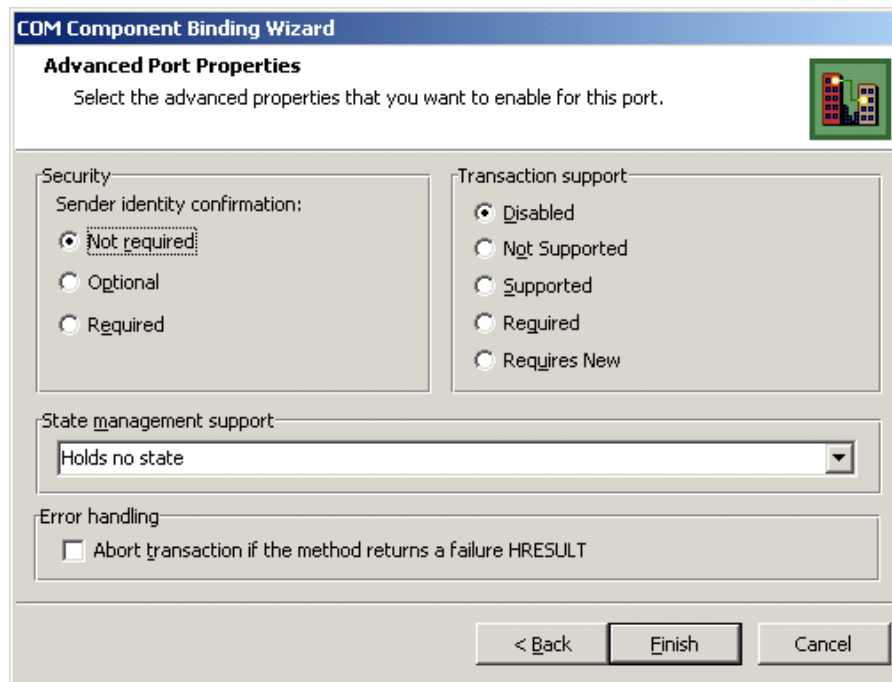 COM Component Binding Wizard
Advanced Port Properties
Select the advanced properties that you want to enable for this port.
Security
Sender identity confirmation:
Not required
Optional
Required
Transaction support
Disabled
Not Supported
Supported
Required
Requires New
State management support
Holds no state
Error handling
Abort transaction if the method returns a failure HRESULT
< Back
Finish
Cancel